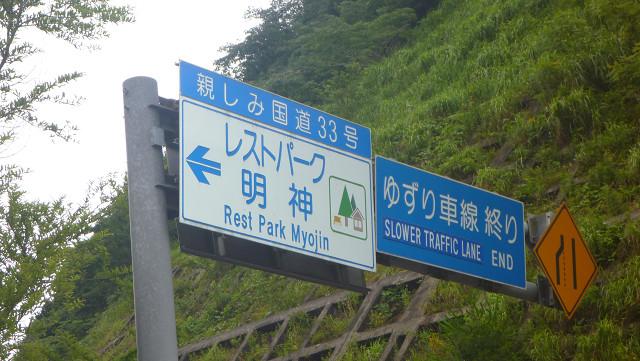 親しみ国道33号
レストパーク
明神
Rest Park Myojin
ゆずり車線 終り
SLOWER TRAFFIC LANE END